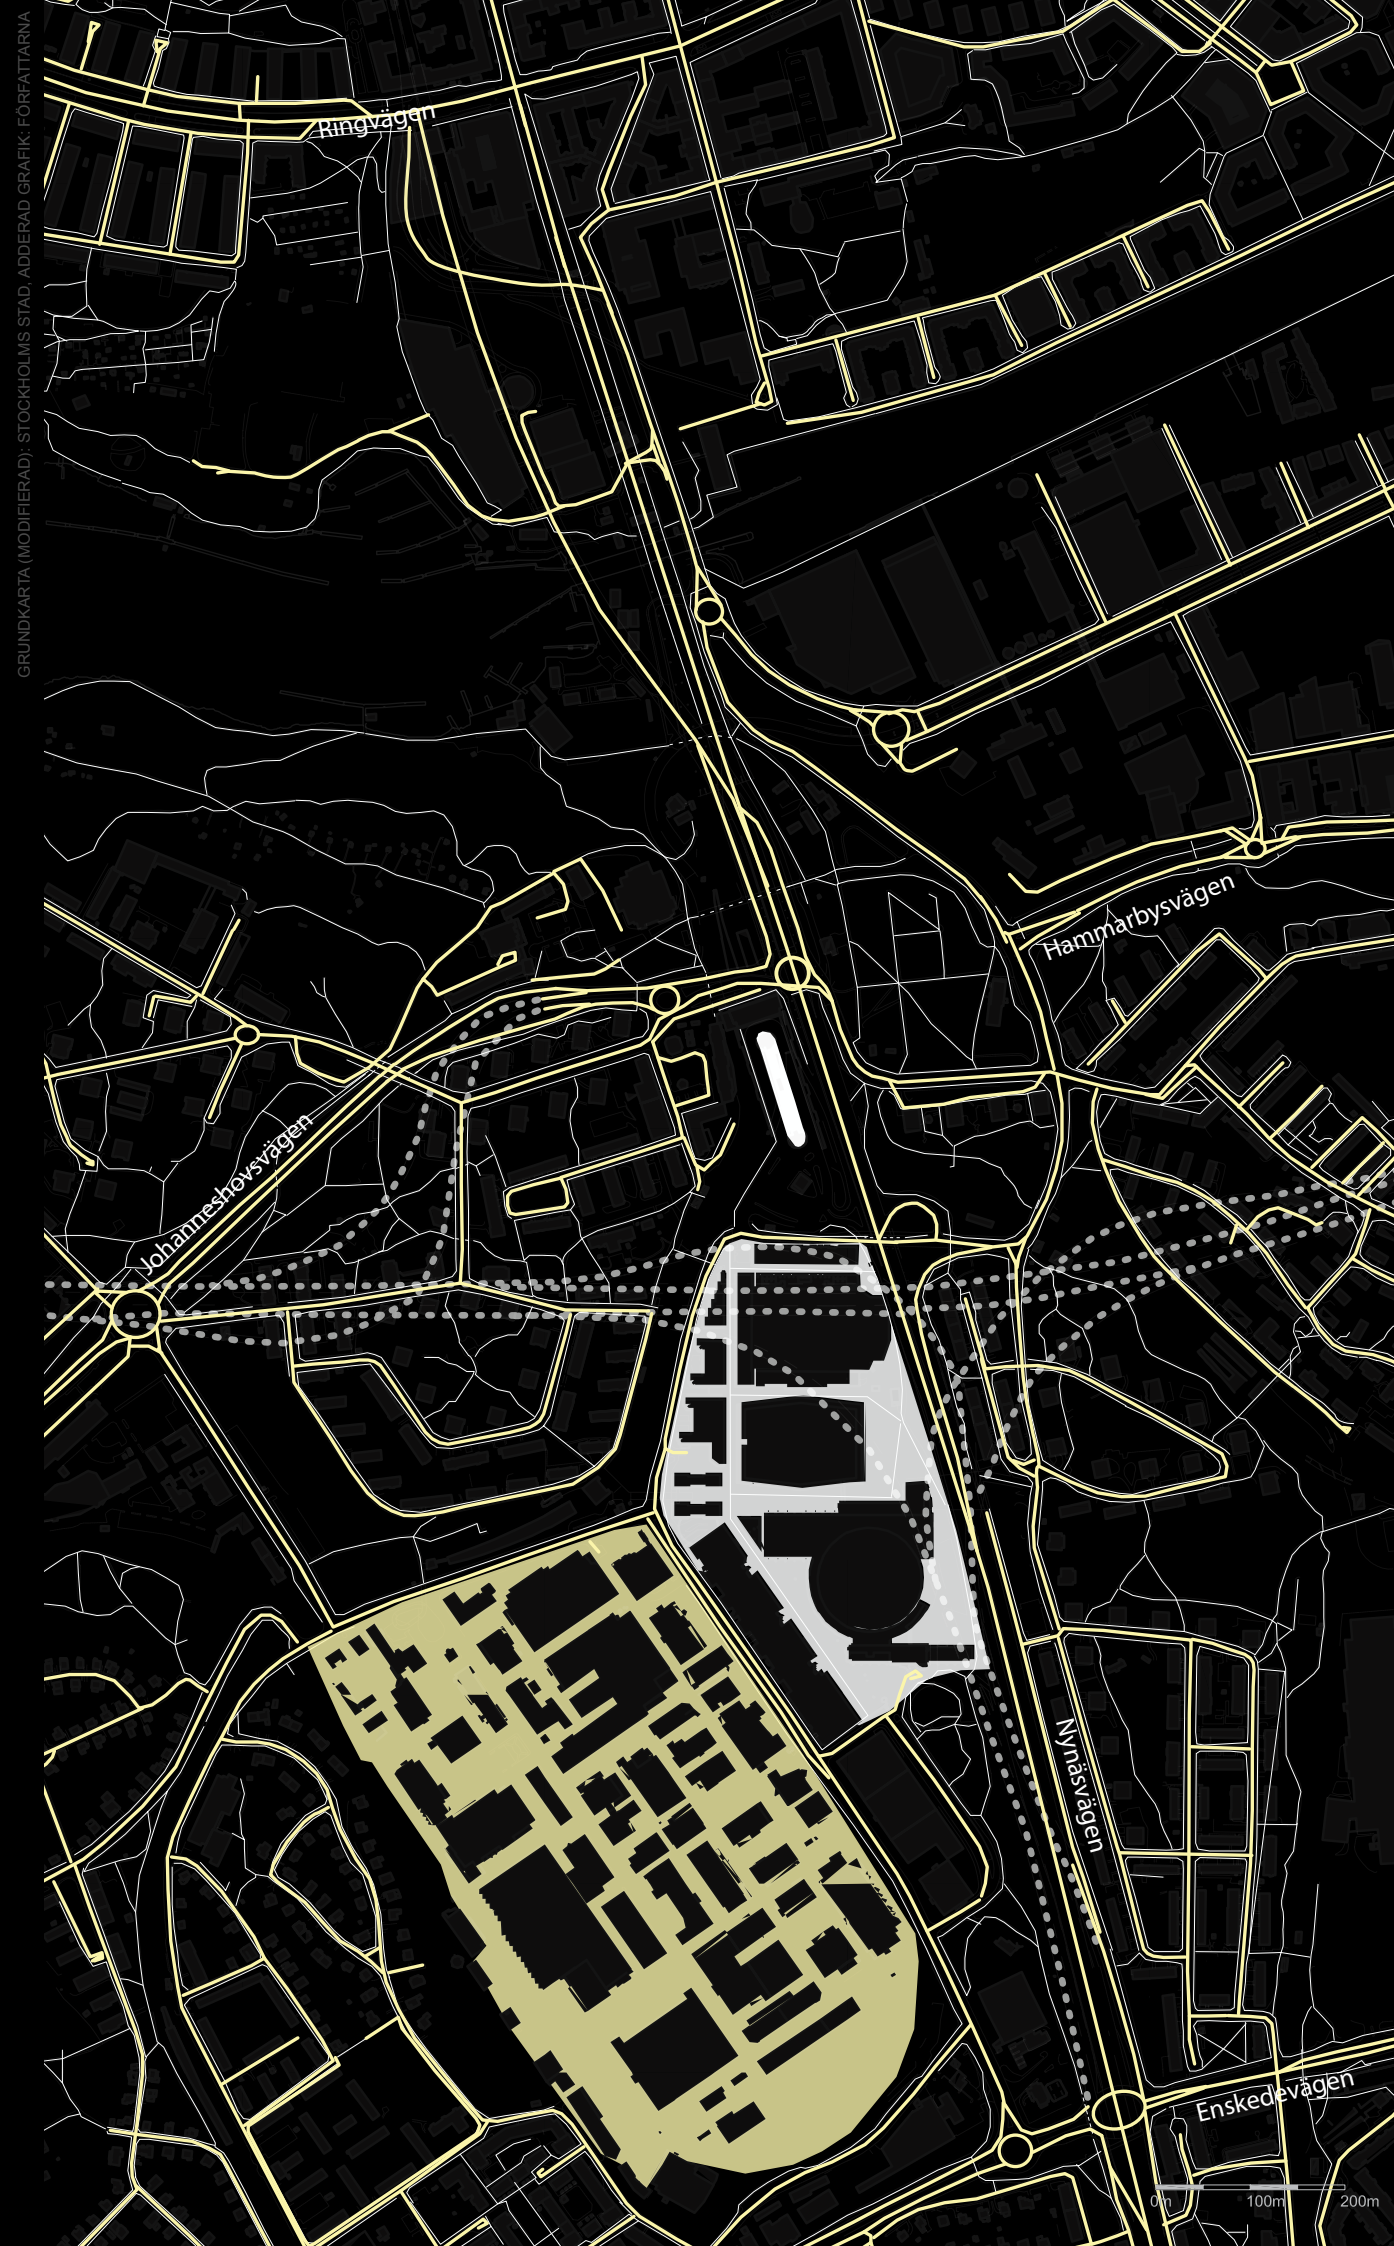 GRUNDKARTA (MODIFIERAD): STOCKHOLMS STAD, ADDERAD GRAFIK: FÖRFATTARNA
Ringvägen
Hammarbysvägen
Johanneshovsvägen
Nynäsvägen
Enskedevägen
0m 100m 200m